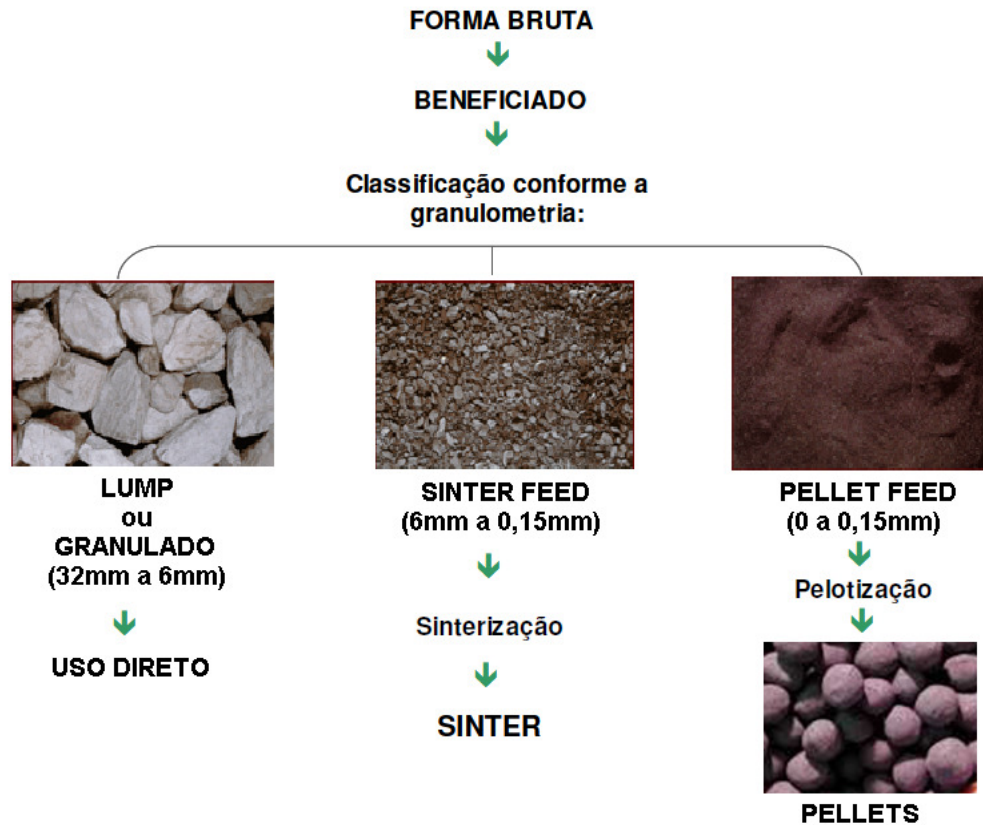 FORMA BRUTA
BENEFICIADO
Classificação conforme a
granulometria:
LUMP
ou
GRANULADO
(32mm a 6mm)
USO DIRETO
SINTER FEED
(6mm a 0,15mm)
Sinterização
SINTER
PELLET FEED
(0 a 0,15mm)
Pelotização
PELLETS